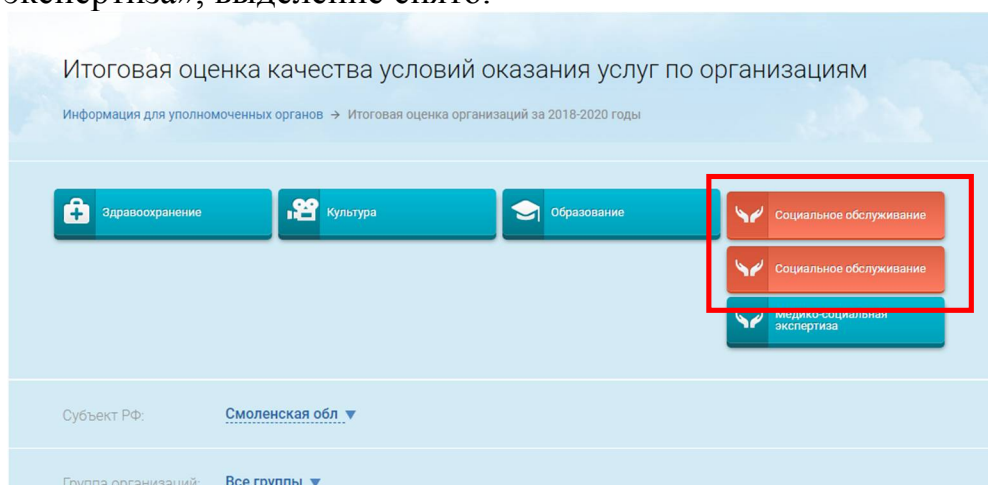 экспертиза», выделение снято.
Итоговая оценка качества условий оказания услуг по организациям
Информация для уполномоченных органов → Итоговая оценка организаций за 2018-2020 годы
Здравоохранение
Культура
Образование
Социальное обслуживание
Социальное обслуживание
Медико-социальная
экспертиза
Субъект РФ: Смоленская обл ▼
Группа организаций: Все группы ▼